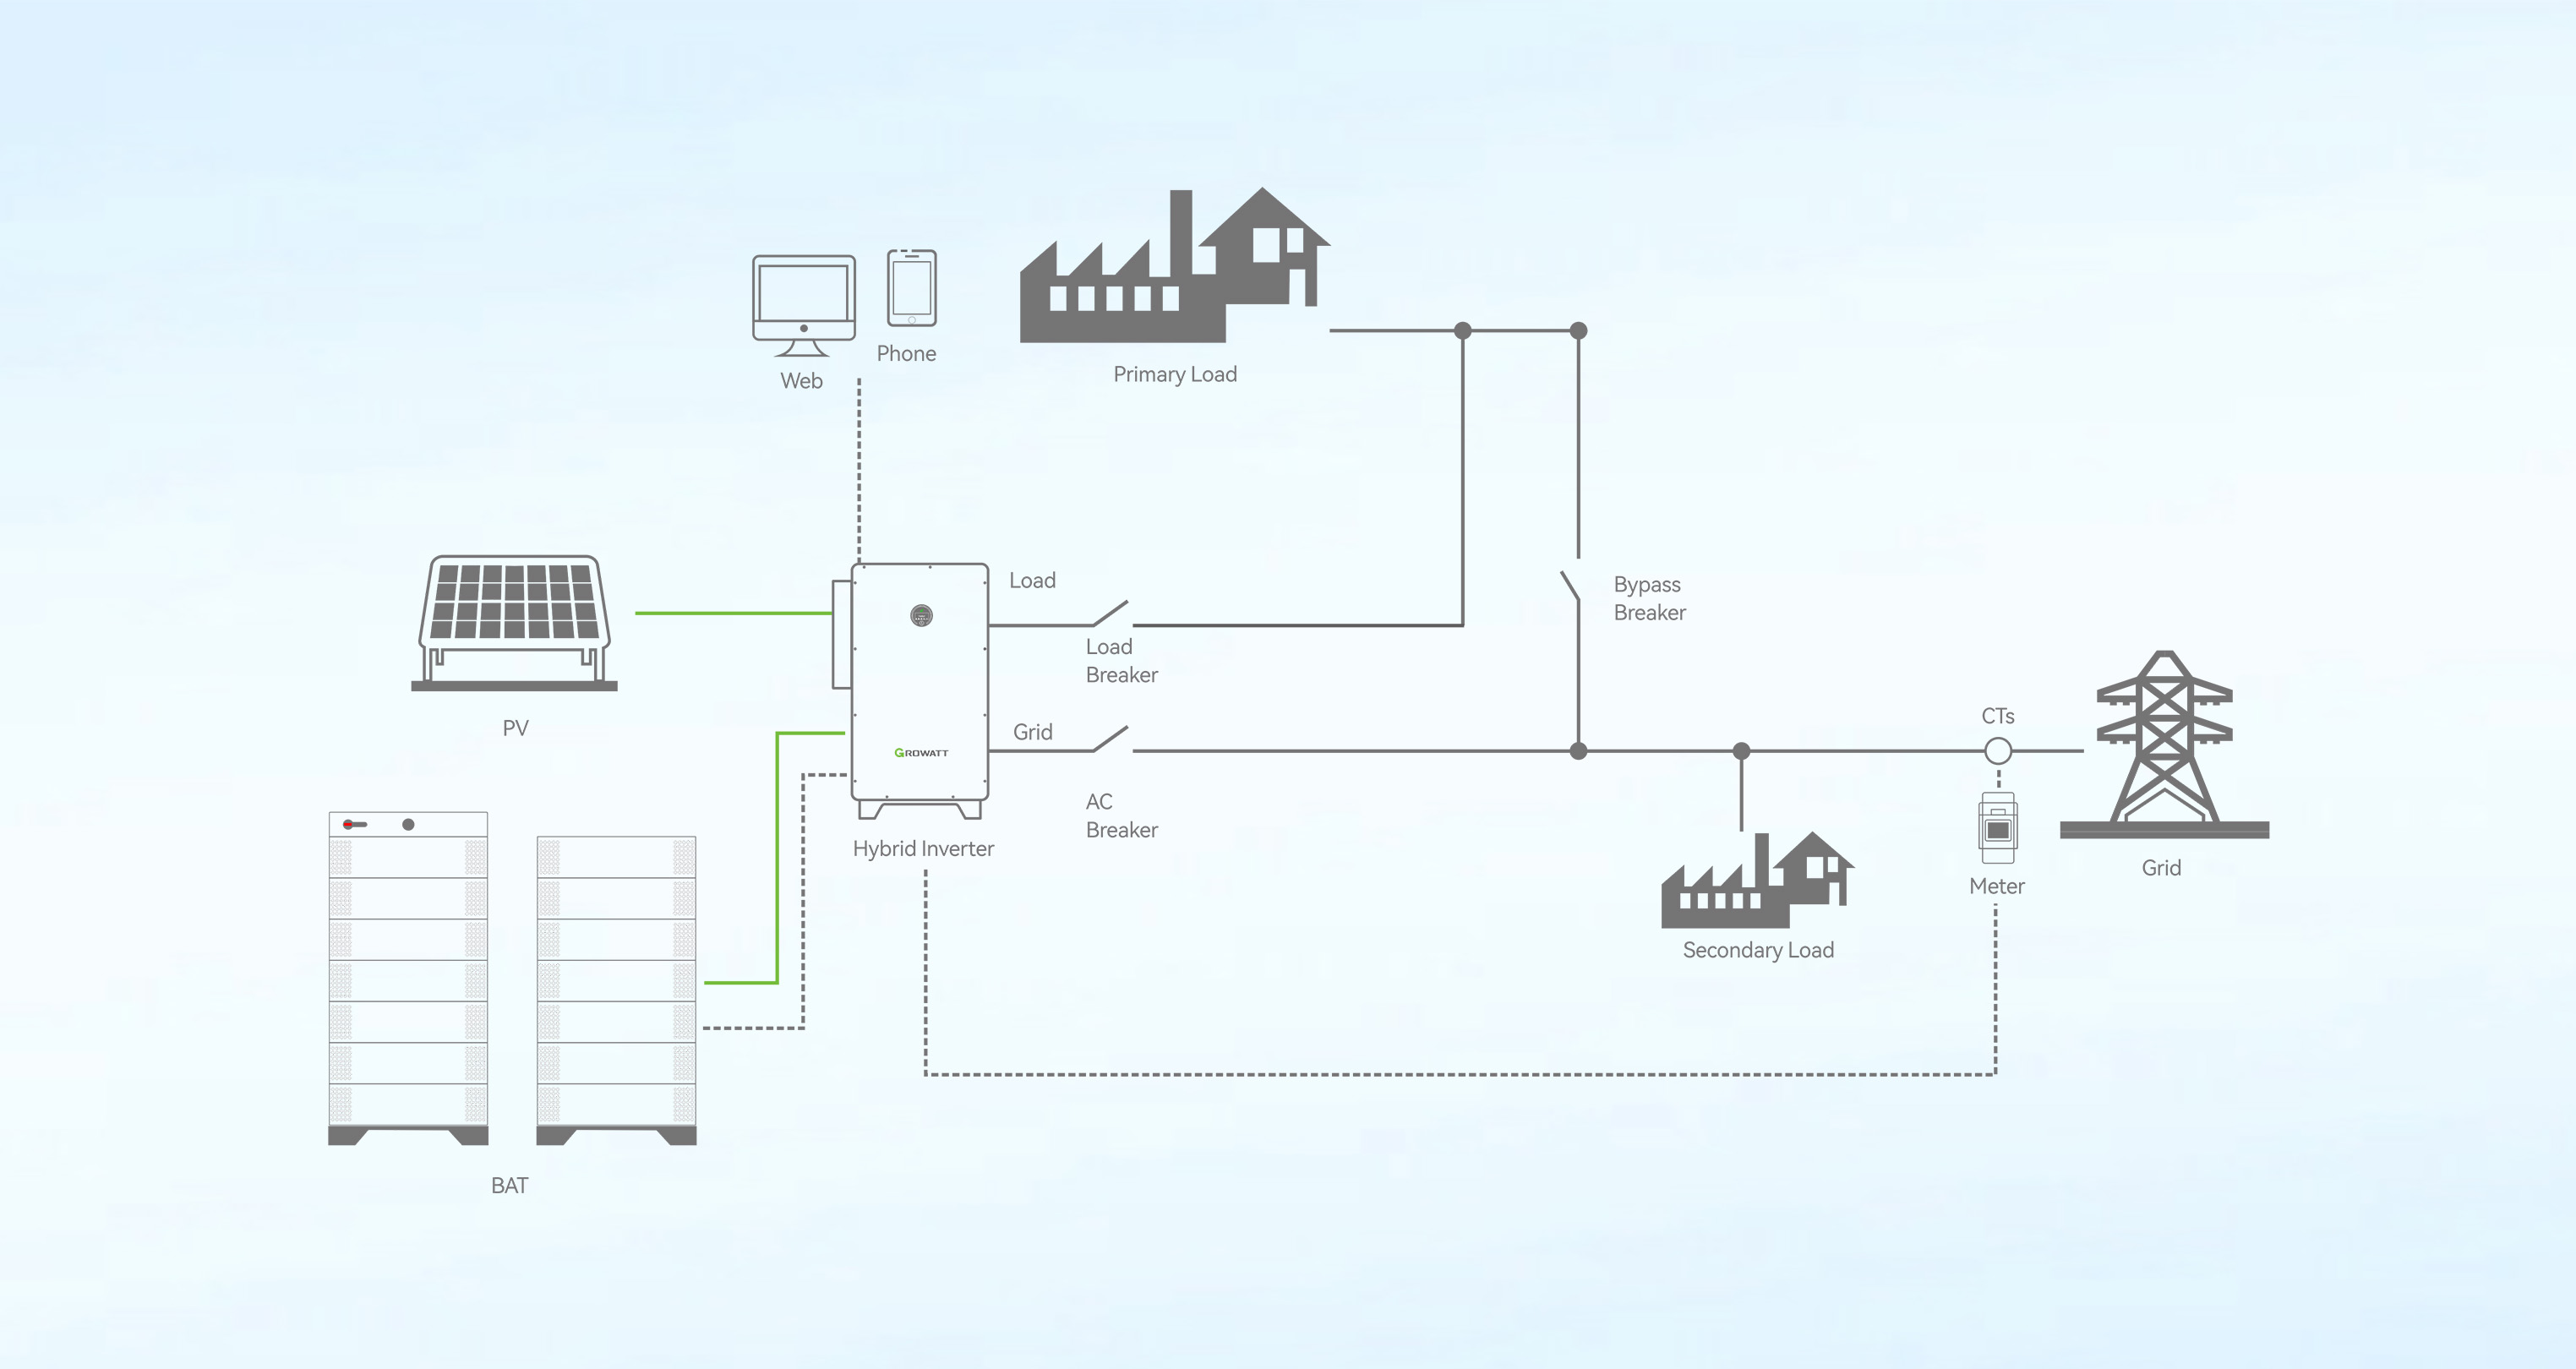 Phone
Web
Primary Load
Load
Bypass
Breaker
Load
Breaker
PV
Grid
GROWATT
CTs
AC
Breaker
Hybrid Inverter
Grid
Meter
Secondary Load
BAT